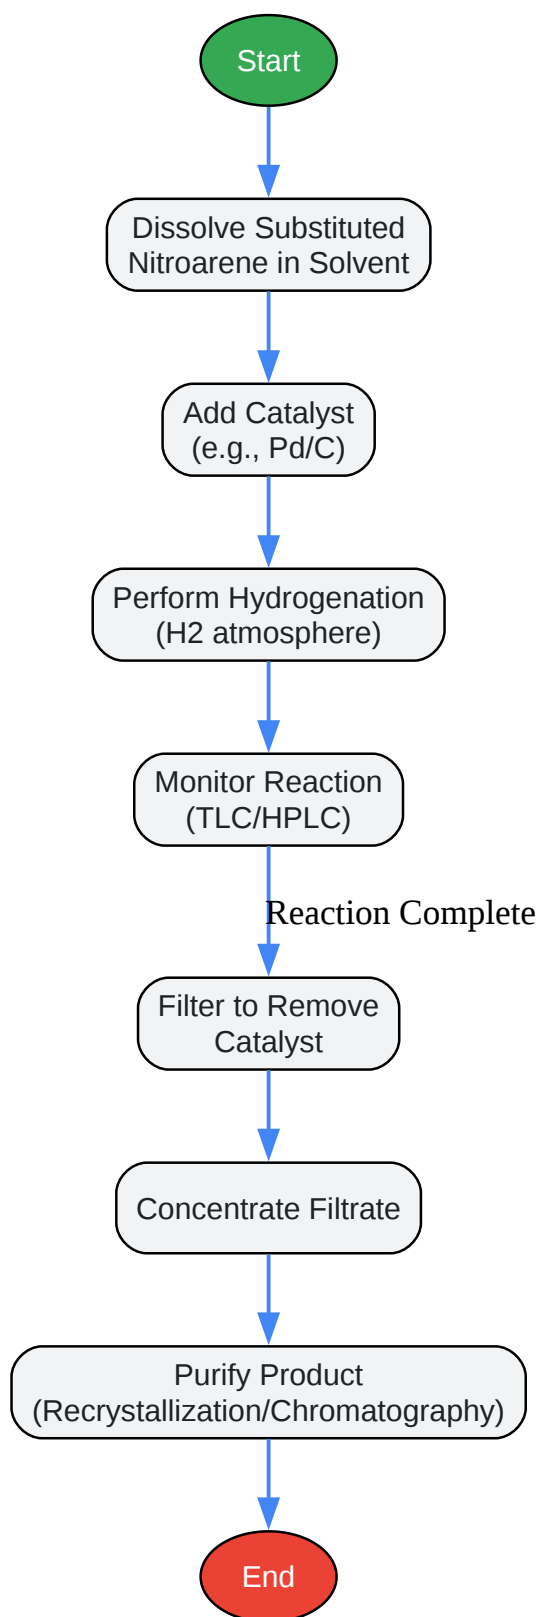 Start
Dissolve Substituted
Nitroarene in Solvent
Add Catalyst
(e.g., Pd/C)
Perform Hydrogenation
(H2 atmosphere)
Monitor Reaction
(TLC/HPLC)
Reaction Complete
Filter to Remove
Catalyst
Concentrate Filtrate
Purify Product
(Recrystallization/Chromatography)
End